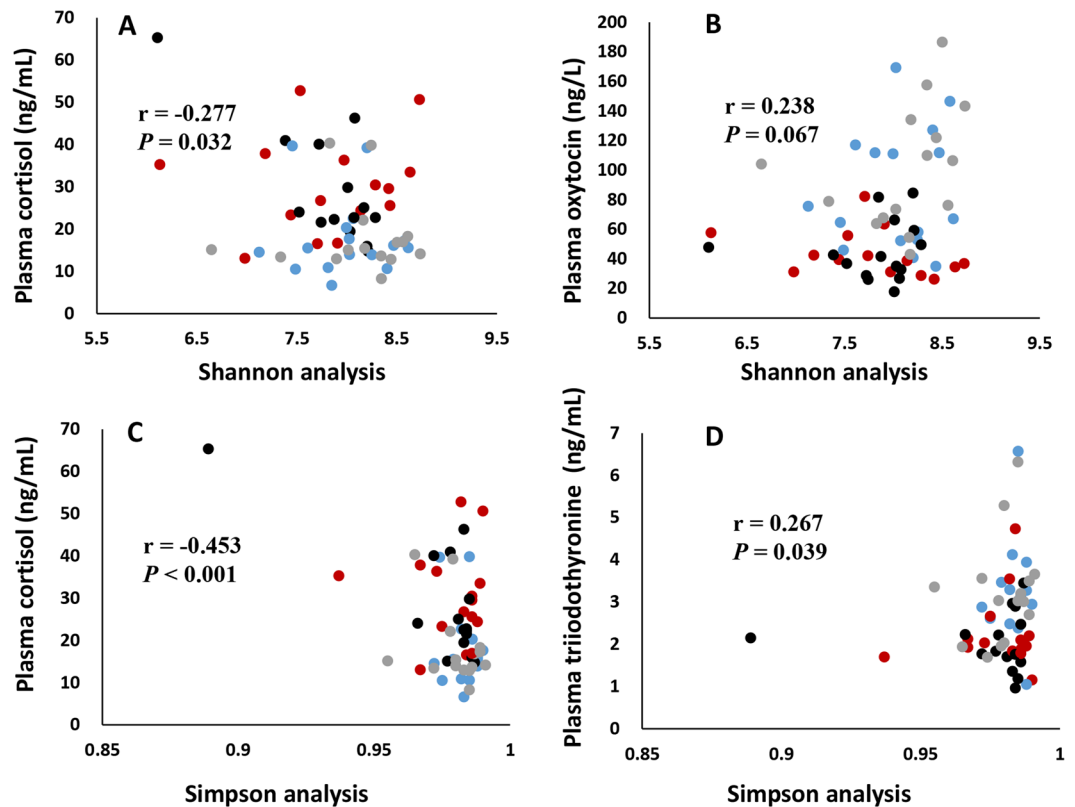 A
Plasma cortisol (ng/mL)
70
60
50
40
30
20
10
0
r = -0.277
P = 0.032
5.5 6.5 7.5 8.5 9.5
Shannon analysis
B
Plasma oxytocin (ng/L)
200
180
160
140
120
100
80
60
40
20
0
r = 0.238
P = 0.067
5.5 6.5 7.5 8.5 9.5
Shannon analysis
C
Plasma cortisol (ng/mL)
70
60
50
40
30
20
10
0
r = -0.453
P < 0.001
0.85 0.9 0.95 1
Simpson analysis
D
Plasma triiodothyronine (ng/mL)
7
6
5
4
3
2
1
0
r = 0.267
P = 0.039
0.85 0.9 0.95 1
Simpson analysis